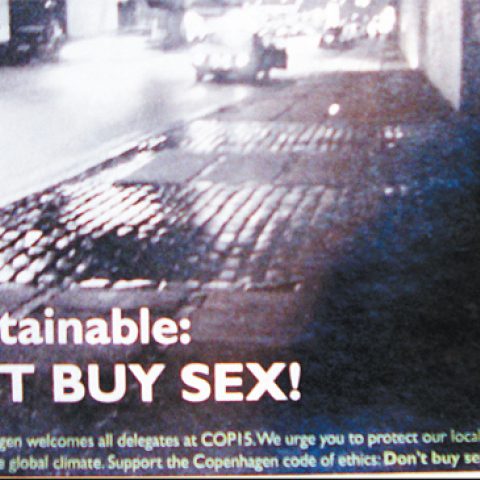 tainable:
T BUY SEX!
gen welcomes all delegates at COP15. We urge you to protect our local
global climate. Support the Copenhagen code of ethics: Don't buy se